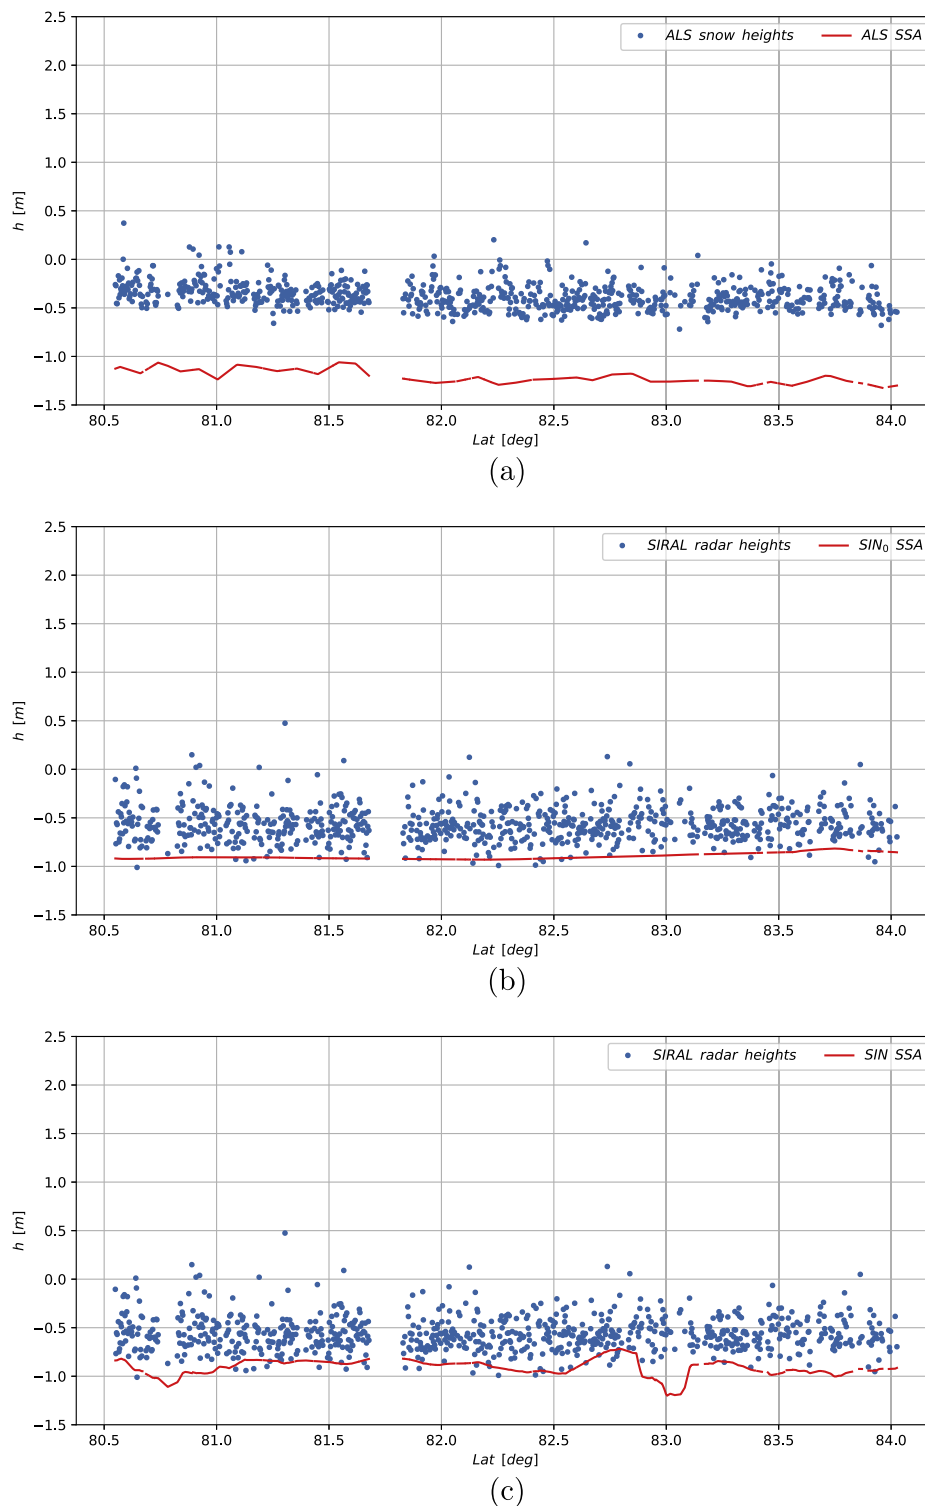 2.5
ALS snow heights ALS SSA
2.0
1.5
1.0
h [m]
0.5
0.0
−0.5
−1.0
−1.5
80.5 81.0 81.5 82.0 82.5 83.0 83.5 84.0
Lat [deg]
(a)
2.5
SIRAL radar heights SIN₀ SSA
2.0
1.5
1.0
h [m]
0.5
0.0
−0.5
−1.0
−1.5
80.5 81.0 81.5 82.0 82.5 83.0 83.5 84.0
Lat [deg]
(b)
2.5
SIRAL radar heights SIN SSA
2.0
1.5
1.0
h [m]
0.5
0.0
−0.5
−1.0
−1.5
80.5 81.0 81.5 82.0 82.5 83.0 83.5 84.0
Lat [deg]
(c)